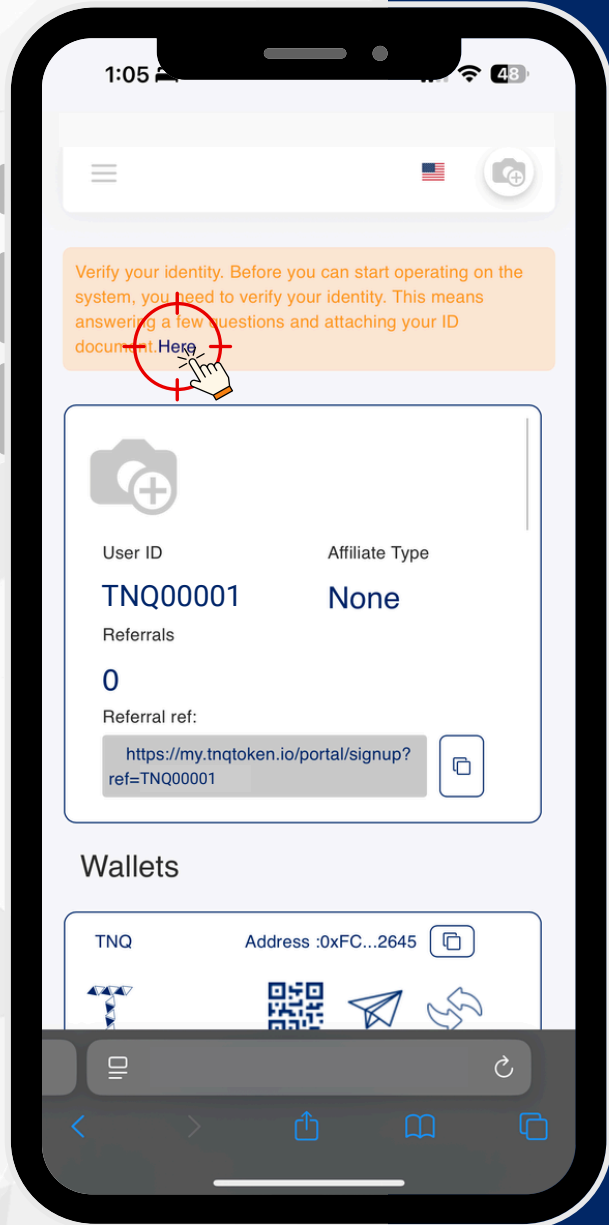 1:05
48
Verify your identity. Before you can start operating on the
system, you need to verify your identity. This means
answering a few questions and attaching your ID
document.Here
User ID
Affiliate Type
TNQ00001
None
Referrals
0
Referral ref:
https://my.tnqtoken.io/portal/signup?
ref=TNQ00001
Wallets
TNQ
Address :0xFC...2645